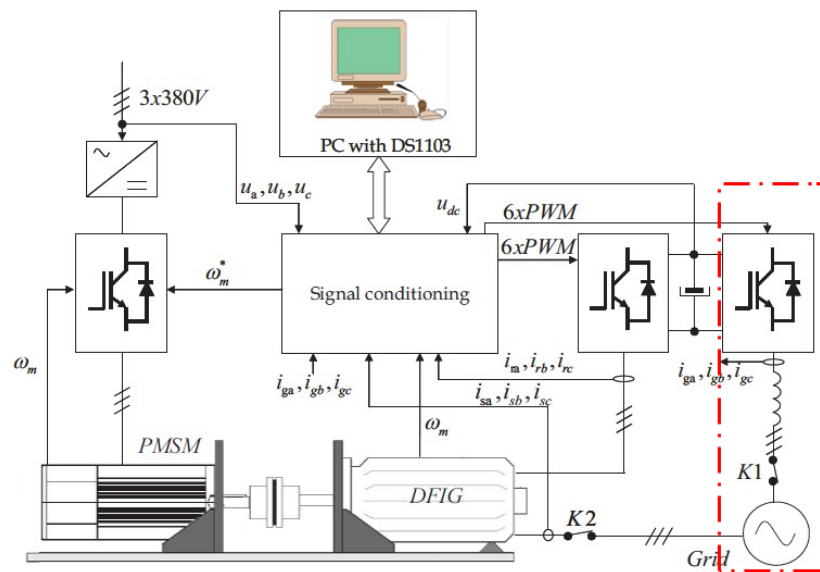 3x380V
PC with DS1103
u_a, u_b, u_c
u_dc
6xPWM
6xPWM
ω_m^*
Signal conditioning
ω_m
i_ga, i_gb, i_gc
i_ra, i_rb, i_rc
i_sa, i_sb, i_sc
i_ga, i_gb, i_gc
ω_m
PMSM
DFIG
K1
K2
Grid